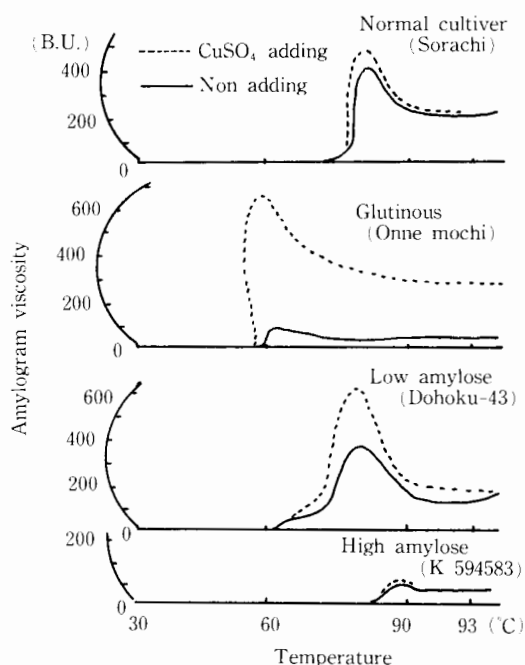 Normal cultiver
(Sorachi)
(B.U.)
CuSO₄ adding
Non adding
400
200
0
Glutinous
(Onne mochi)
600
400
200
0
Amylogram viscosity
Low amylose
(Dohoku-43)
600
400
200
0
High amylose
(K 594583)
200
0
30 60 90 93 (°C)
Temperature